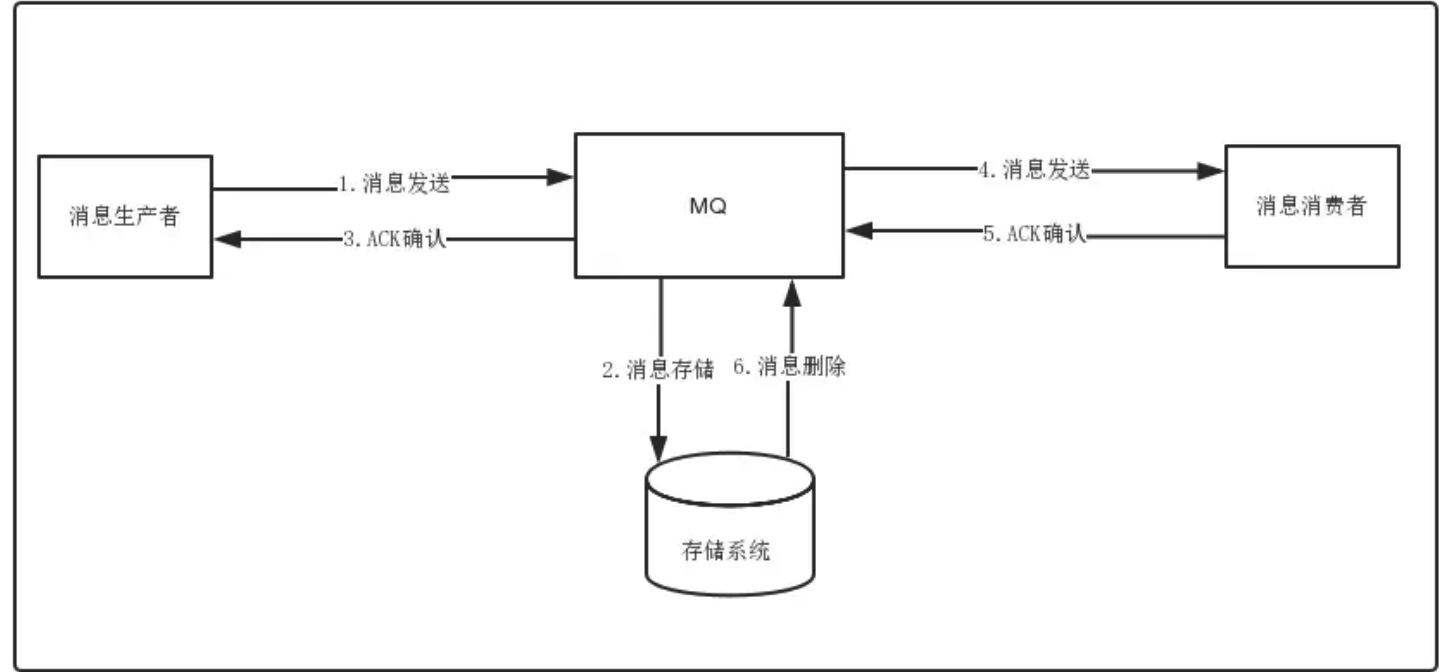 消息生产者
1.消息发送
3.ACK确认
MQ
4.消息发送
5.ACK确认
消息消费者
2.消息存储
6.消息删除
存储系统